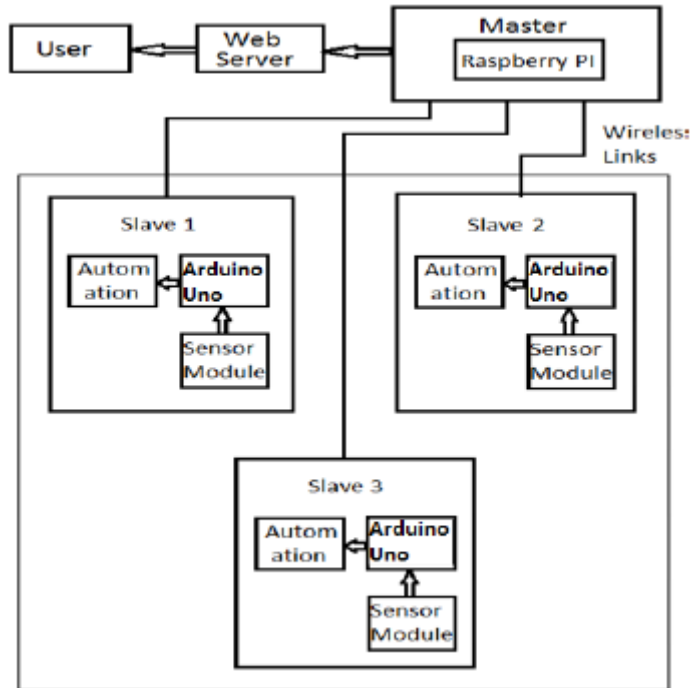 User
Web
Server
Master
Raspberry PI
Wireles:
Links
Slave 1
Autom
ation
Arduino
Uno
Sensor
Module
Slave 2
Autom
ation
Arduino
Uno
Sensor
Module
Slave 3
Autom
ation
Arduino
Uno
Sensor
Module